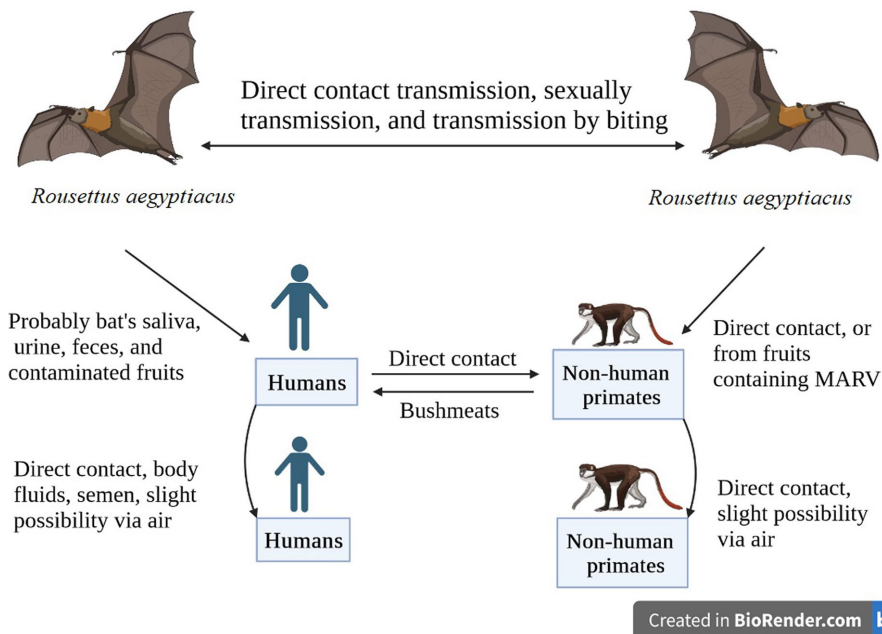 Direct contact transmission, sexually
transmission, and transmission by biting
Rousettus aegyptiacus
Rousettus aegyptiacus
Probably bat's saliva,
urine, feces, and
contaminated fruits
Humans
Direct contact
Bushmeats
Non-human
primates
Direct contact, or
from fruits
containing MARV
Direct contact, body
fluids, semen, slight
possibility via air
Humans
Non-human
primates
Direct contact,
slight possibility
via air
Created in BioRender.com b